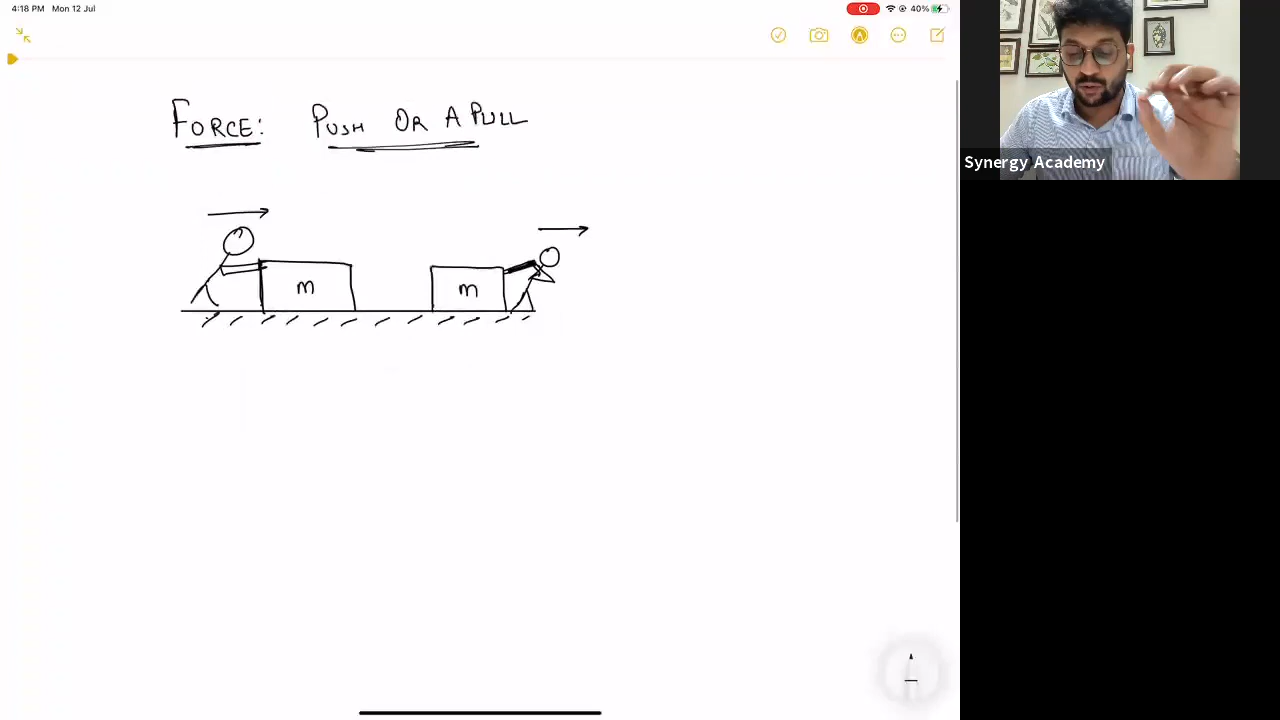 4:18 PM Mon 12 Jul
40%
FORCE: PUSH OR A PULL
Synergy Academy
m
m